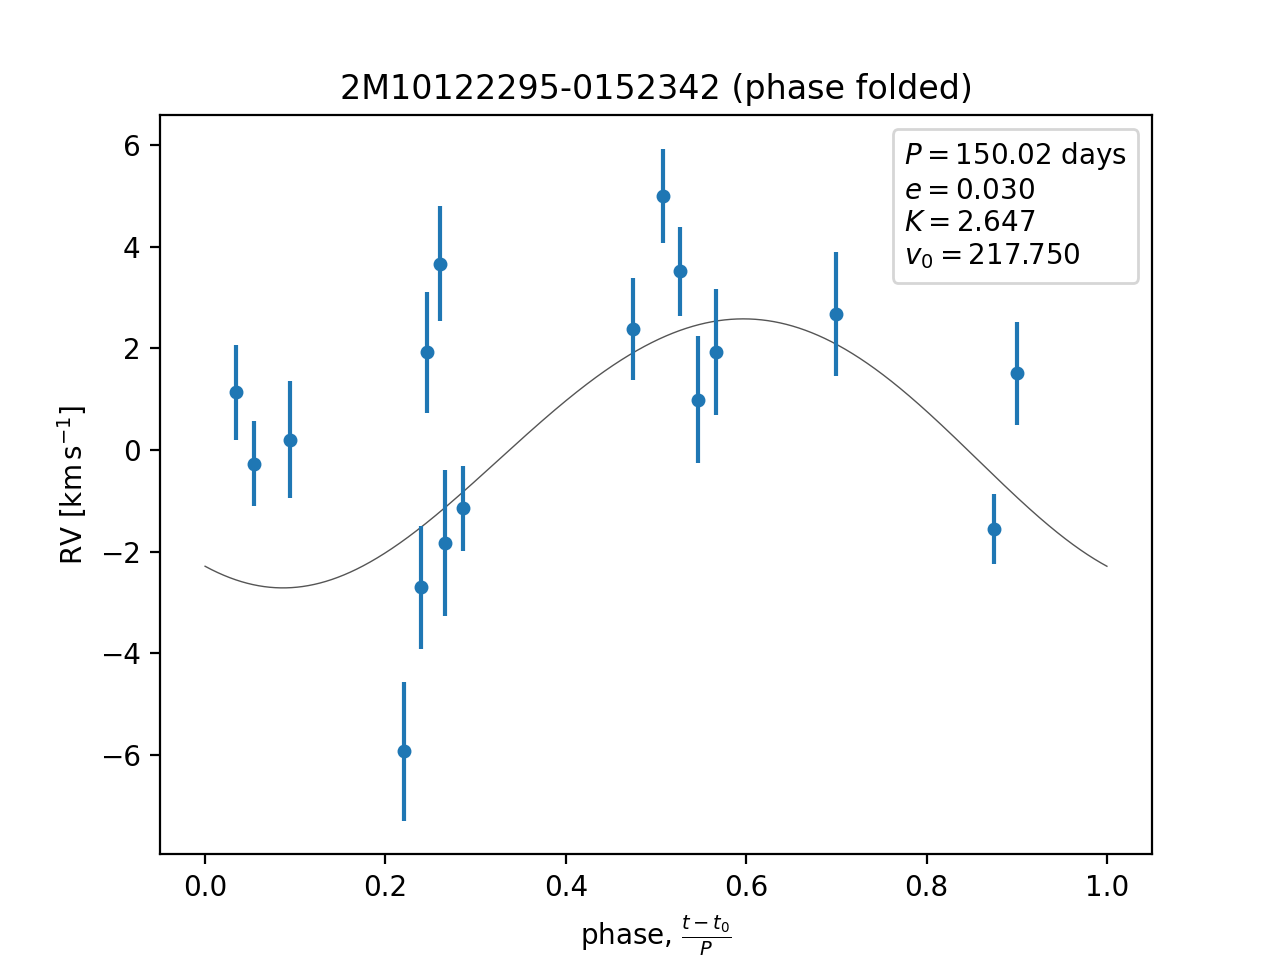 2M10122295-0152342 (phase folded)
P = 150.02 days
e = 0.030
K = 2.647
v₀ = 217.750
RV [km s⁻¹]
6
4
2
0
−2
−4
−6
0.0 0.2 0.4 0.6 0.8 1.0
phase, (t − t₀)/P